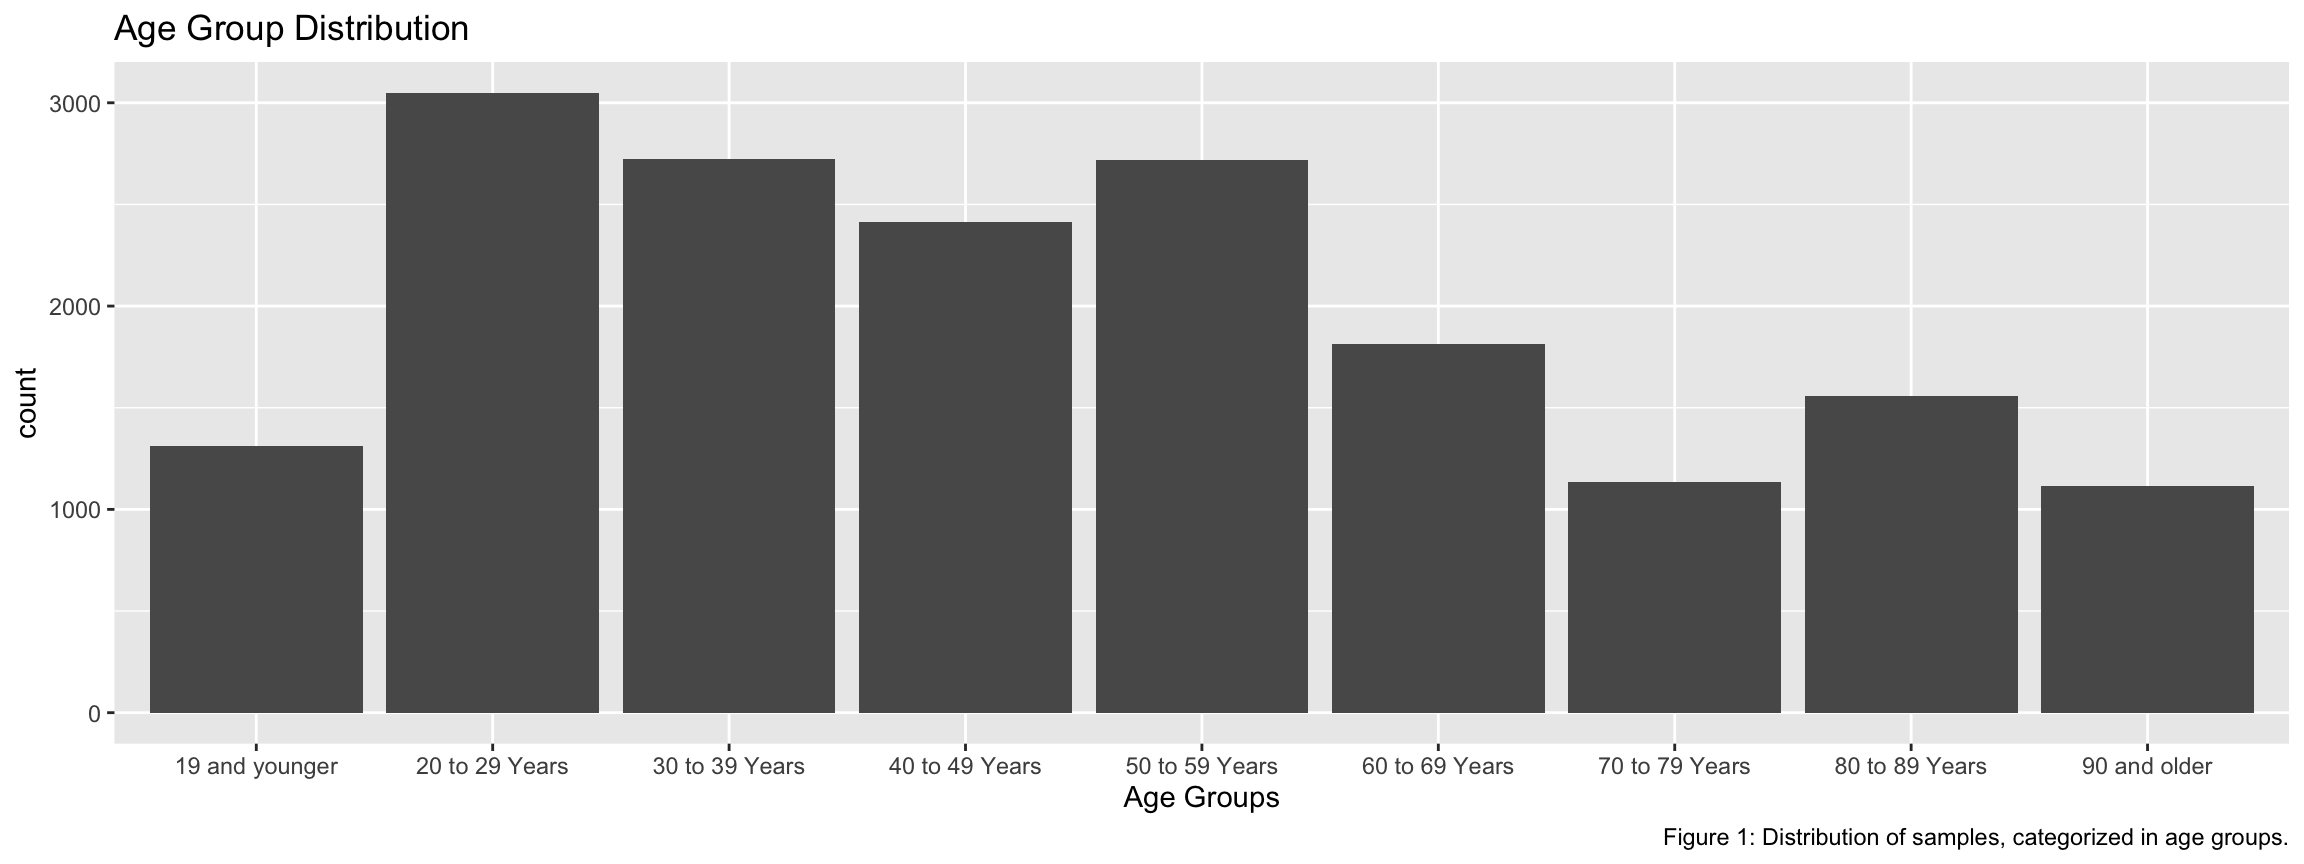 Age Group Distribution
3000
2000
1000
0
count
19 and younger
20 to 29 Years
30 to 39 Years
40 to 49 Years
50 to 59 Years
60 to 69 Years
70 to 79 Years
80 to 89 Years
90 and older
Age Groups
Figure 1: Distribution of samples, categorized in age groups.